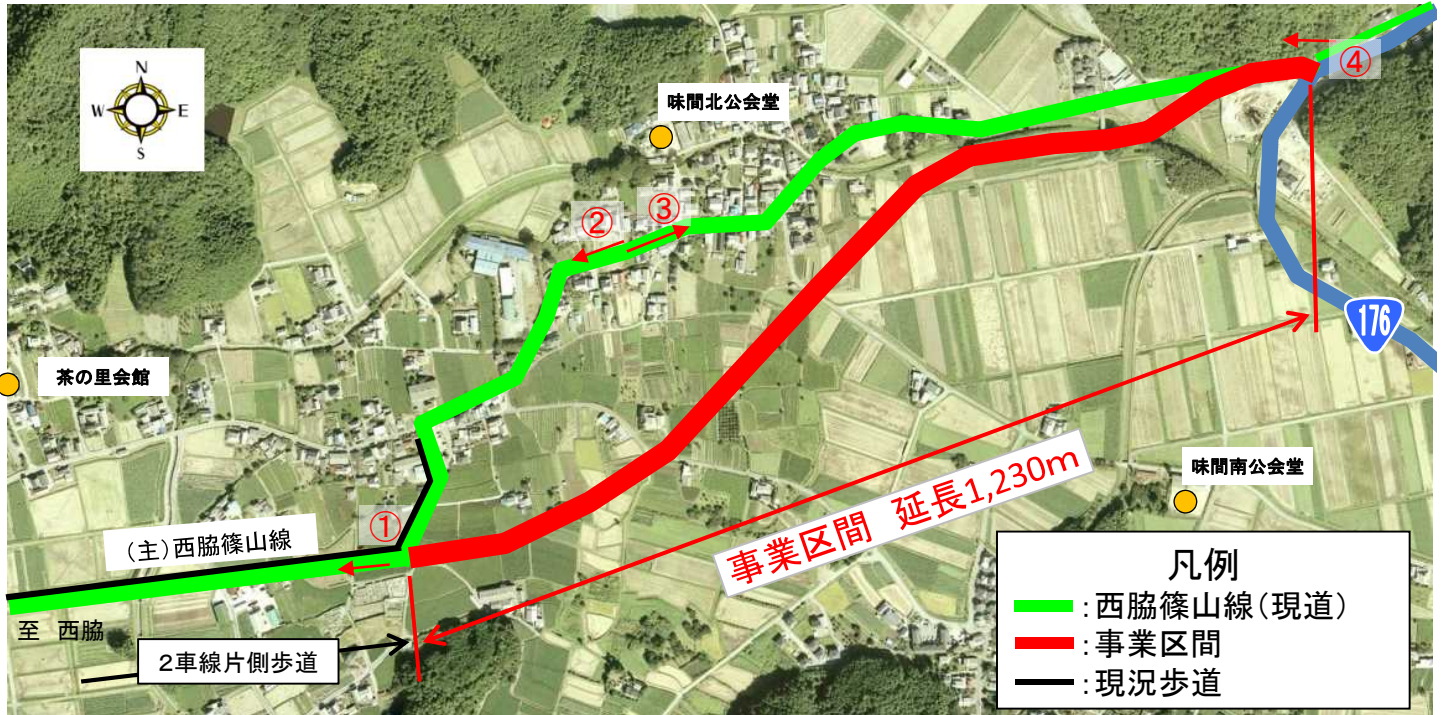 N
W E
S
味間北公会堂
④
② ③
176
茶の里会館
味間南公会堂
事業区間 延長1,230m
①
(主)西脇篠山線
至 西脇
2車線片側歩道
凡例
:西脇篠山線(現道)
:事業区間
:現況歩道